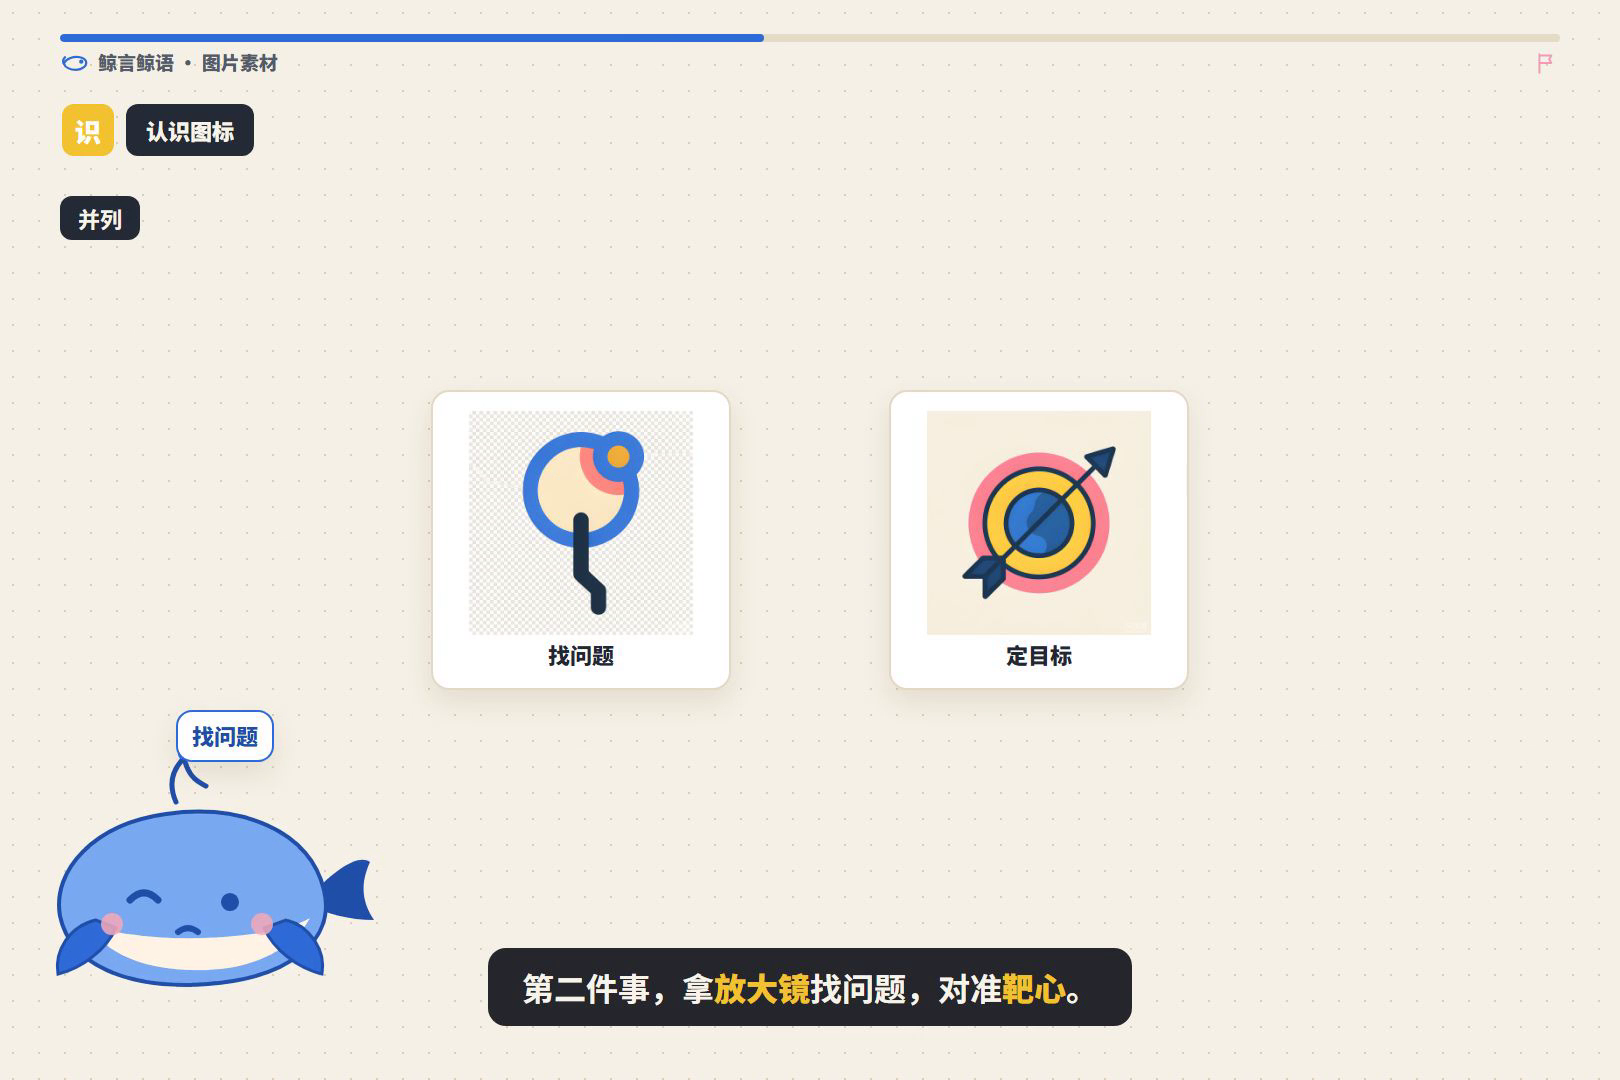 鲸言鲸语 • 图片素材
识 认识图标
并列
找问题
定目标
找问题
第二件事，拿放大镜找问题，对准靶心。